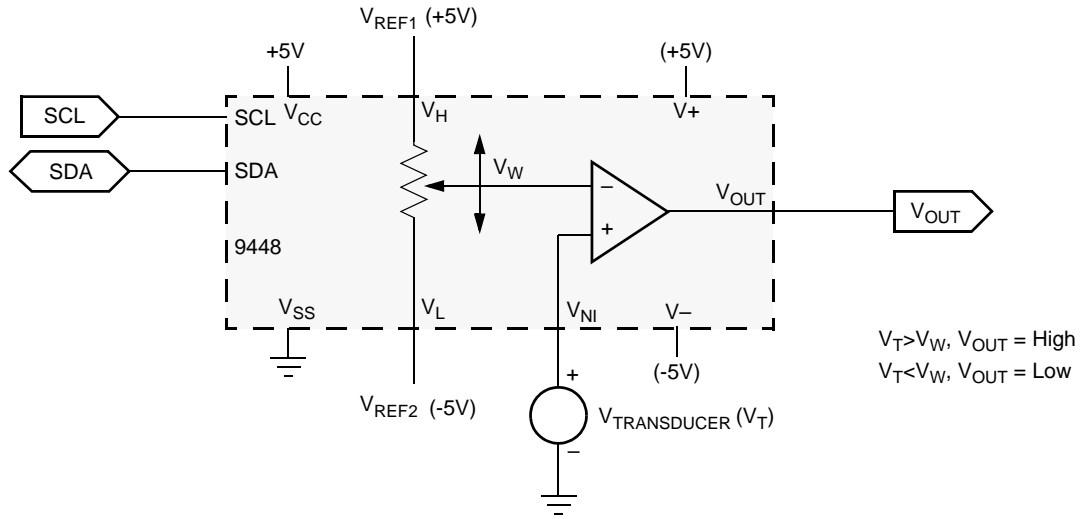 V_REF1 (+5V)
+5V
(+5V)
SCL
SCL
V_CC
V_H
V+
SDA
SDA
V_W
–
V_OUT
V_OUT
+
9448
V_SS
V_L
V_NI
V–
(-5V)
V_T>V_W, V_OUT = High
V_T<V_W, V_OUT = Low
V_REF2 (-5V)
+
V_TRANSDUCER (V_T)
–